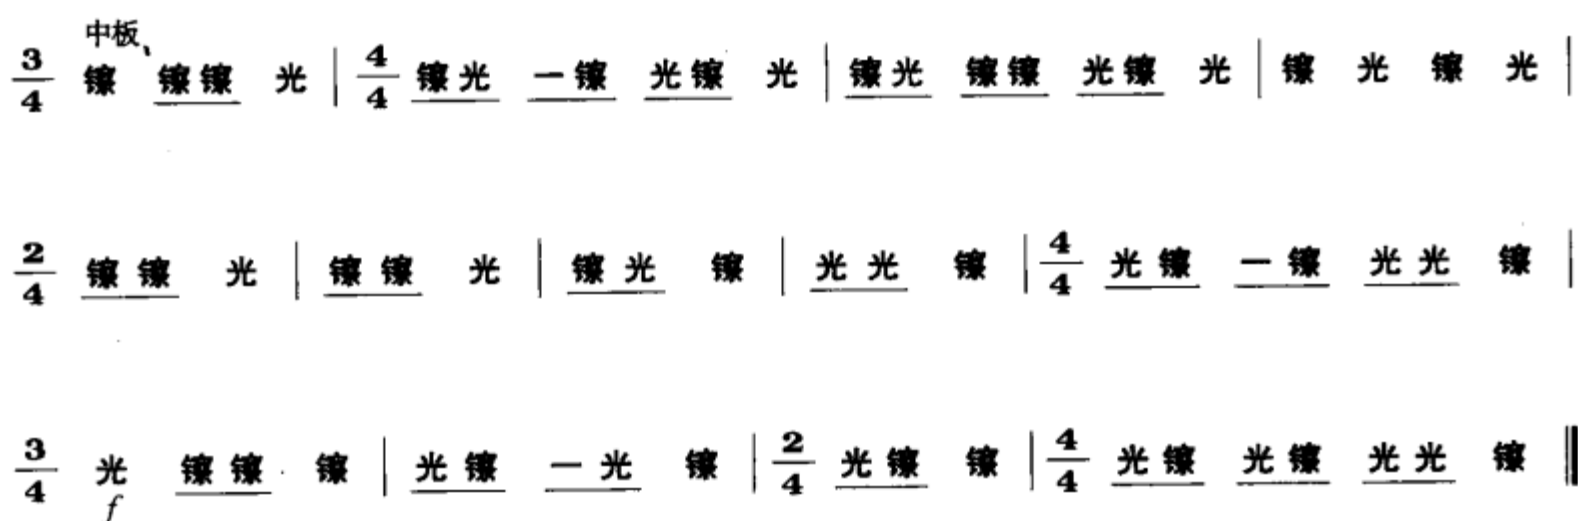 中板
3/4 镲 镲镲 光 | 4/4 镲光 一镲 光镲 光 | 镲光 镲镲 光镲 光 | 镲 光 镲 光 |
2/4 镲镲 光 | 镲镲 光 | 镲光 镲 | 光光 镲 | 4/4 光镲 一镲 光光 镲 |
3/4 光 镲镲 镲 | 光镲 一光 镲 | 2/4 光镲 镲 | 4/4 光镲 光镲 光光 镲 ‖
f